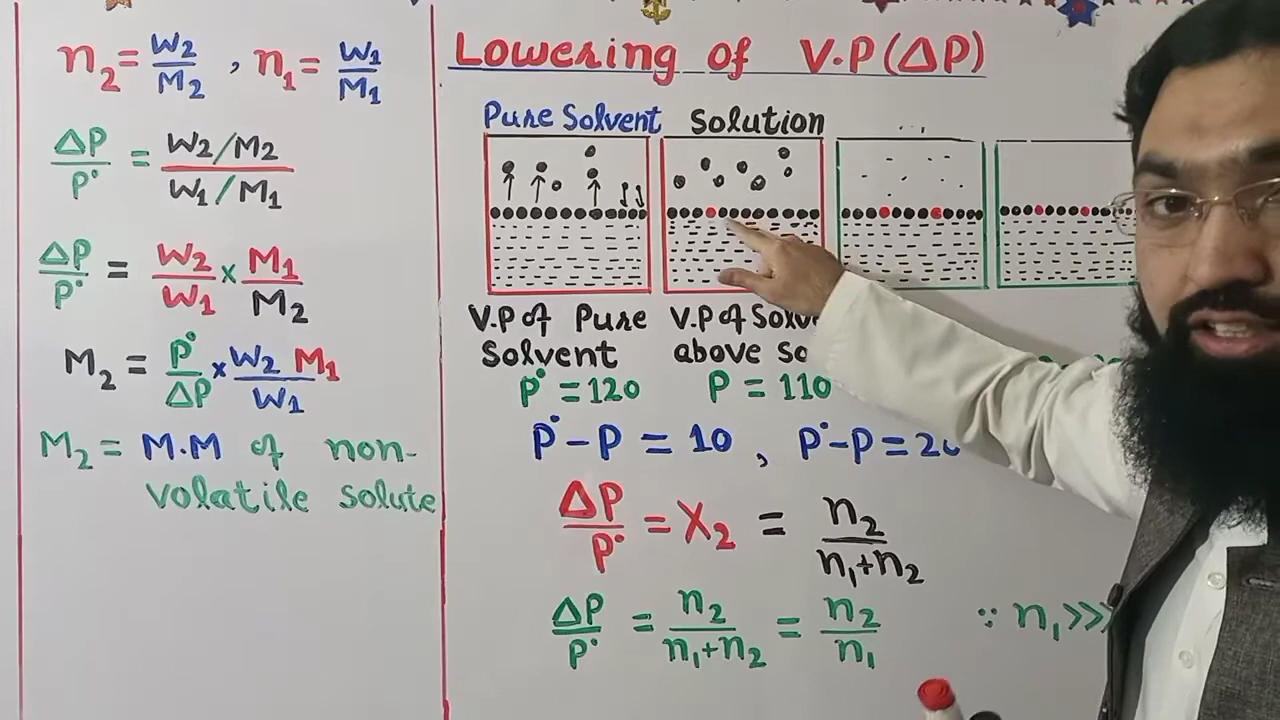 n₂ = W₂/M₂ , n₁ = W₁/M₁
ΔP/P° = W₂/M₂ / W₁/M₁
ΔP/P° = W₂/W₁ × M₁/M₂
M₂ = P°/ΔP × W₂ M₁/W₁
M₂ = M.M of non-
volatile solute
Lowering of V.P (ΔP)
Pure Solvent
Solution
V.P of Pure
Solvent
P° = 120
V.P of
above
P = 110
P° - P = 10 , P° - P = 20
ΔP/P° = X₂ = n₂/n₁+n₂
ΔP/P° = n₂/n₁+n₂ = n₂/n₁
∵ n₁ >>